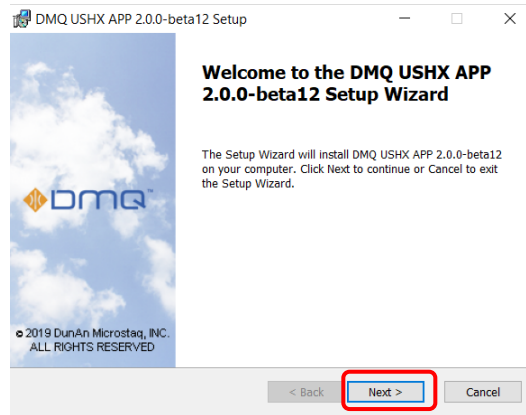 DMQ USHX APP 2.0.0-beta12 Setup
Welcome to the DMQ USHX APP
2.0.0-beta12 Setup Wizard
The Setup Wizard will install DMQ USHX APP 2.0.0-beta12
on your computer. Click Next to continue or Cancel to exit
the Setup Wizard.
DMQ
© 2019 DunAn Microstaq, INC.
ALL RIGHTS RESERVED
< Back
Next >
Cancel